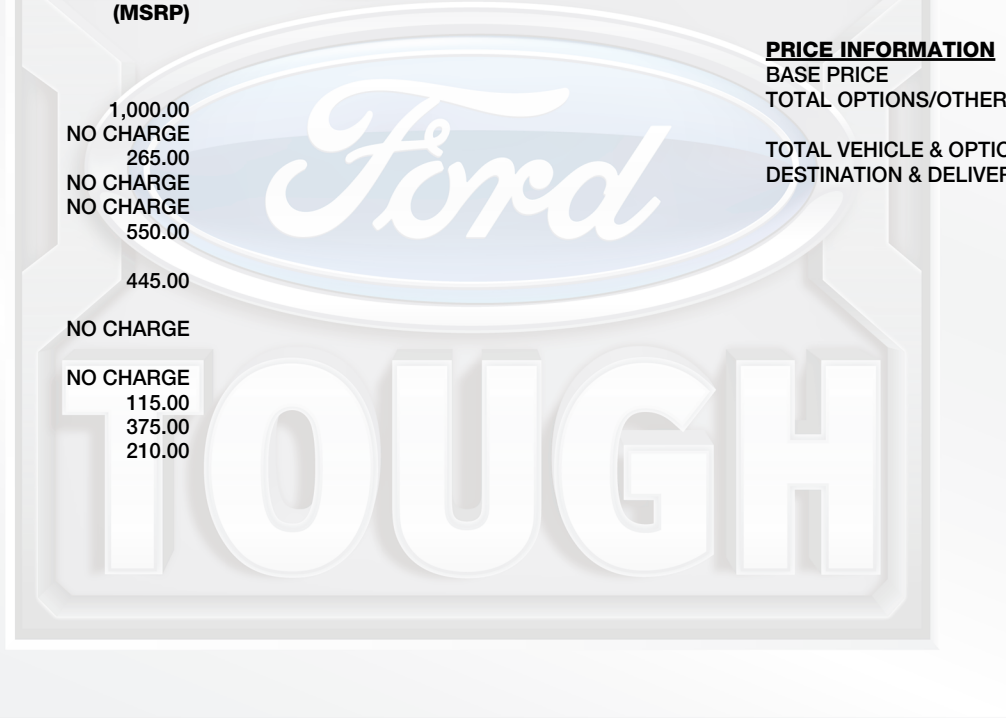 (MSRP)
1,000.00
NO CHARGE
265.00
NO CHARGE
NO CHARGE
550.00
445.00
NO CHARGE
NO CHARGE
115.00
375.00
210.00
PRICE INFORMATION
BASE PRICE
TOTAL OPTIONS/OTHER
TOTAL VEHICLE & OPTIO
DESTINATION & DELIVER
Ford
TOUGH